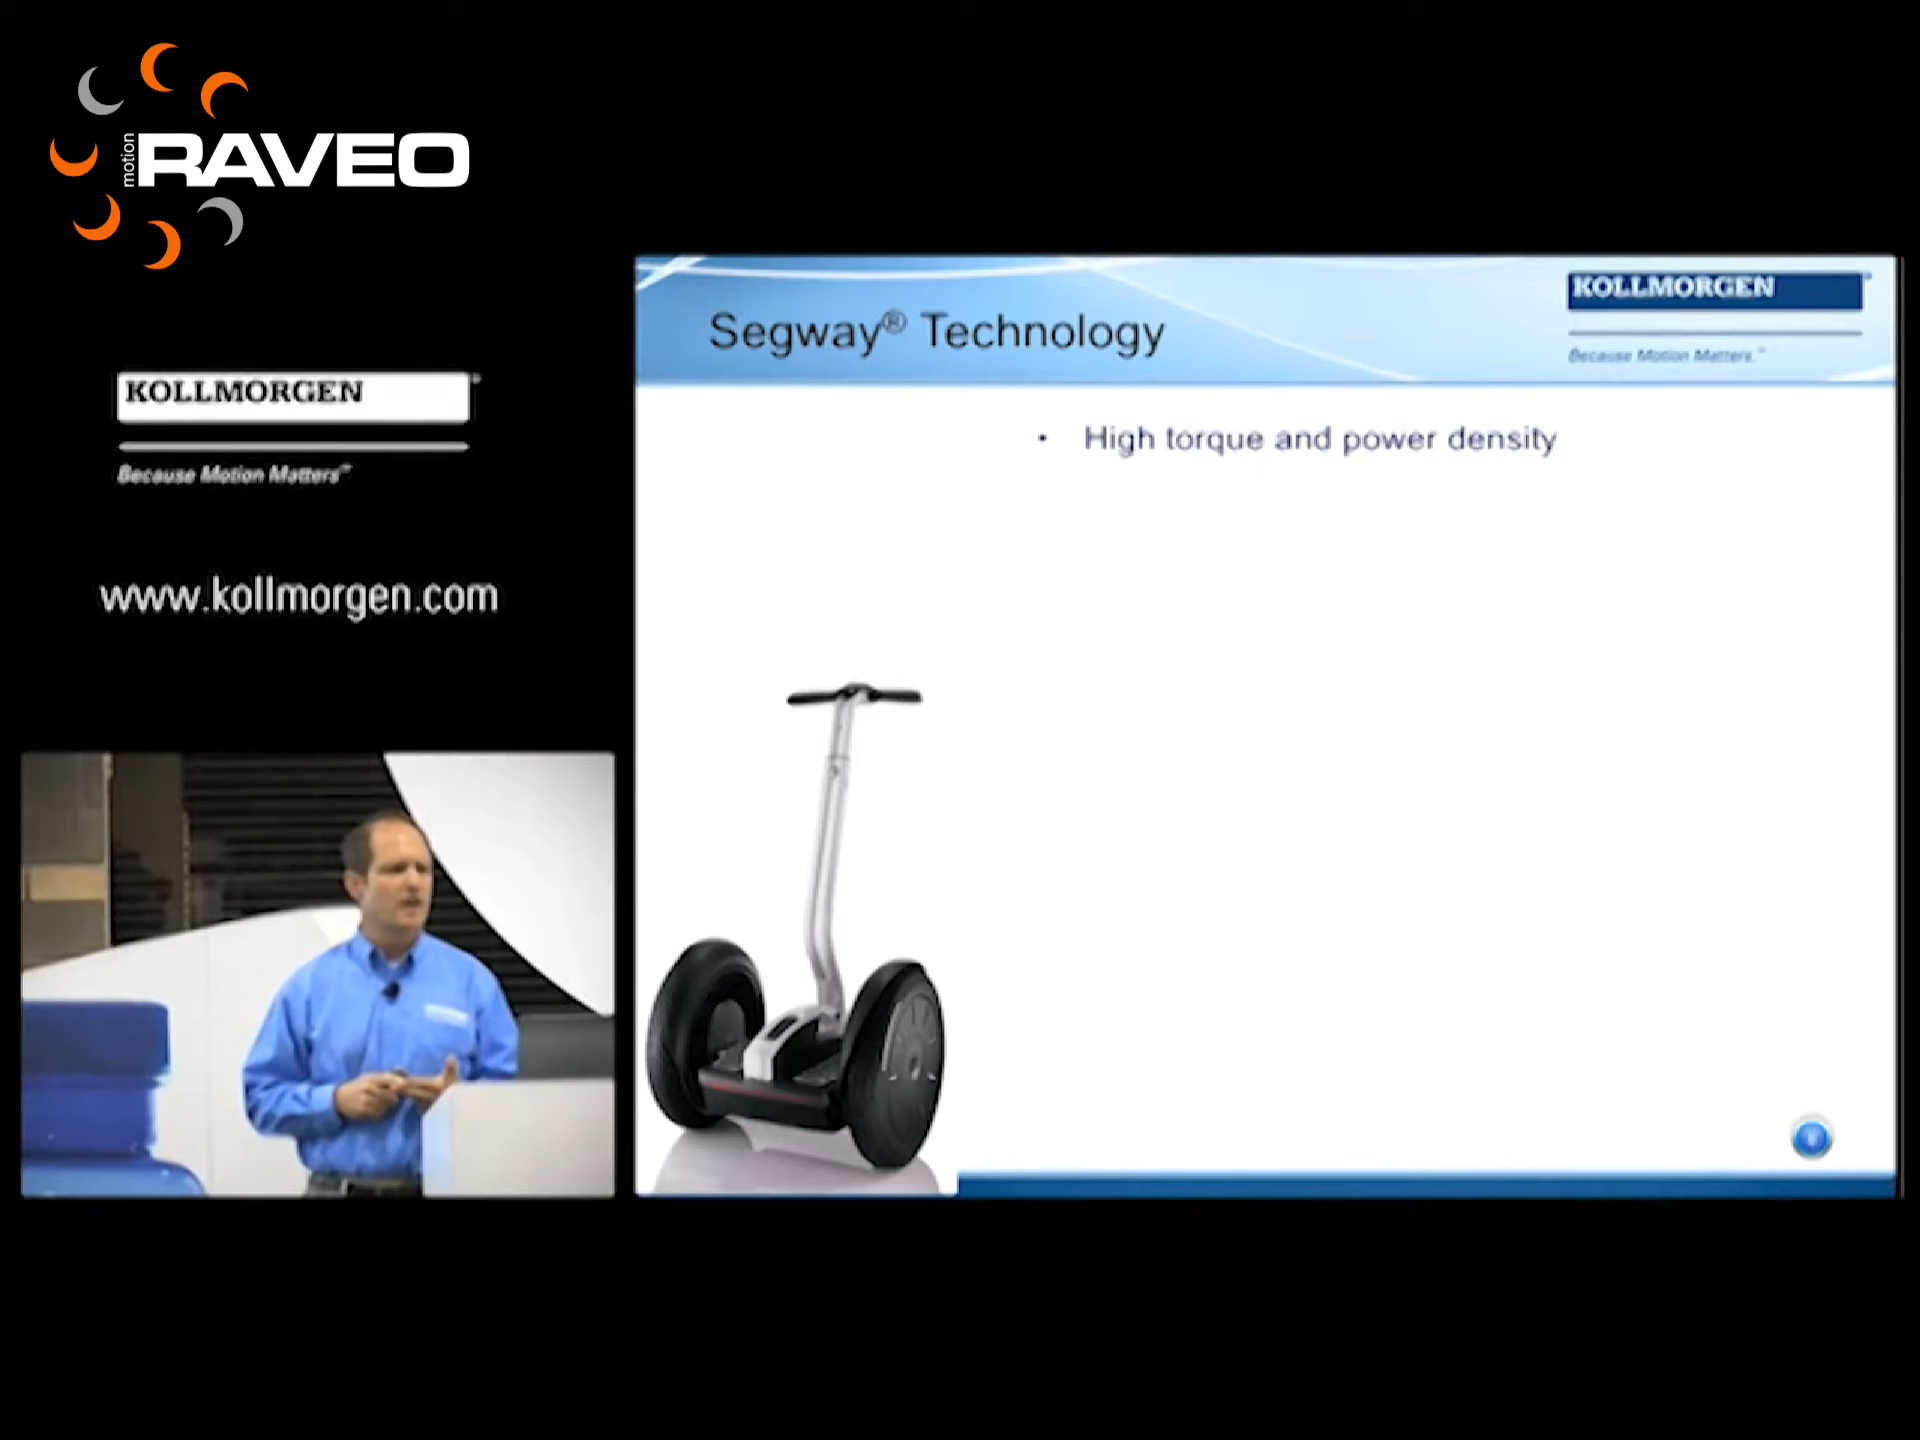 motion
RAVEO
KOLLMORGEN
Because Motion Matters™
www.kollmorgen.com
Segway® Technology
KOLLMORGEN
Because Motion Matters.™
• High torque and power density